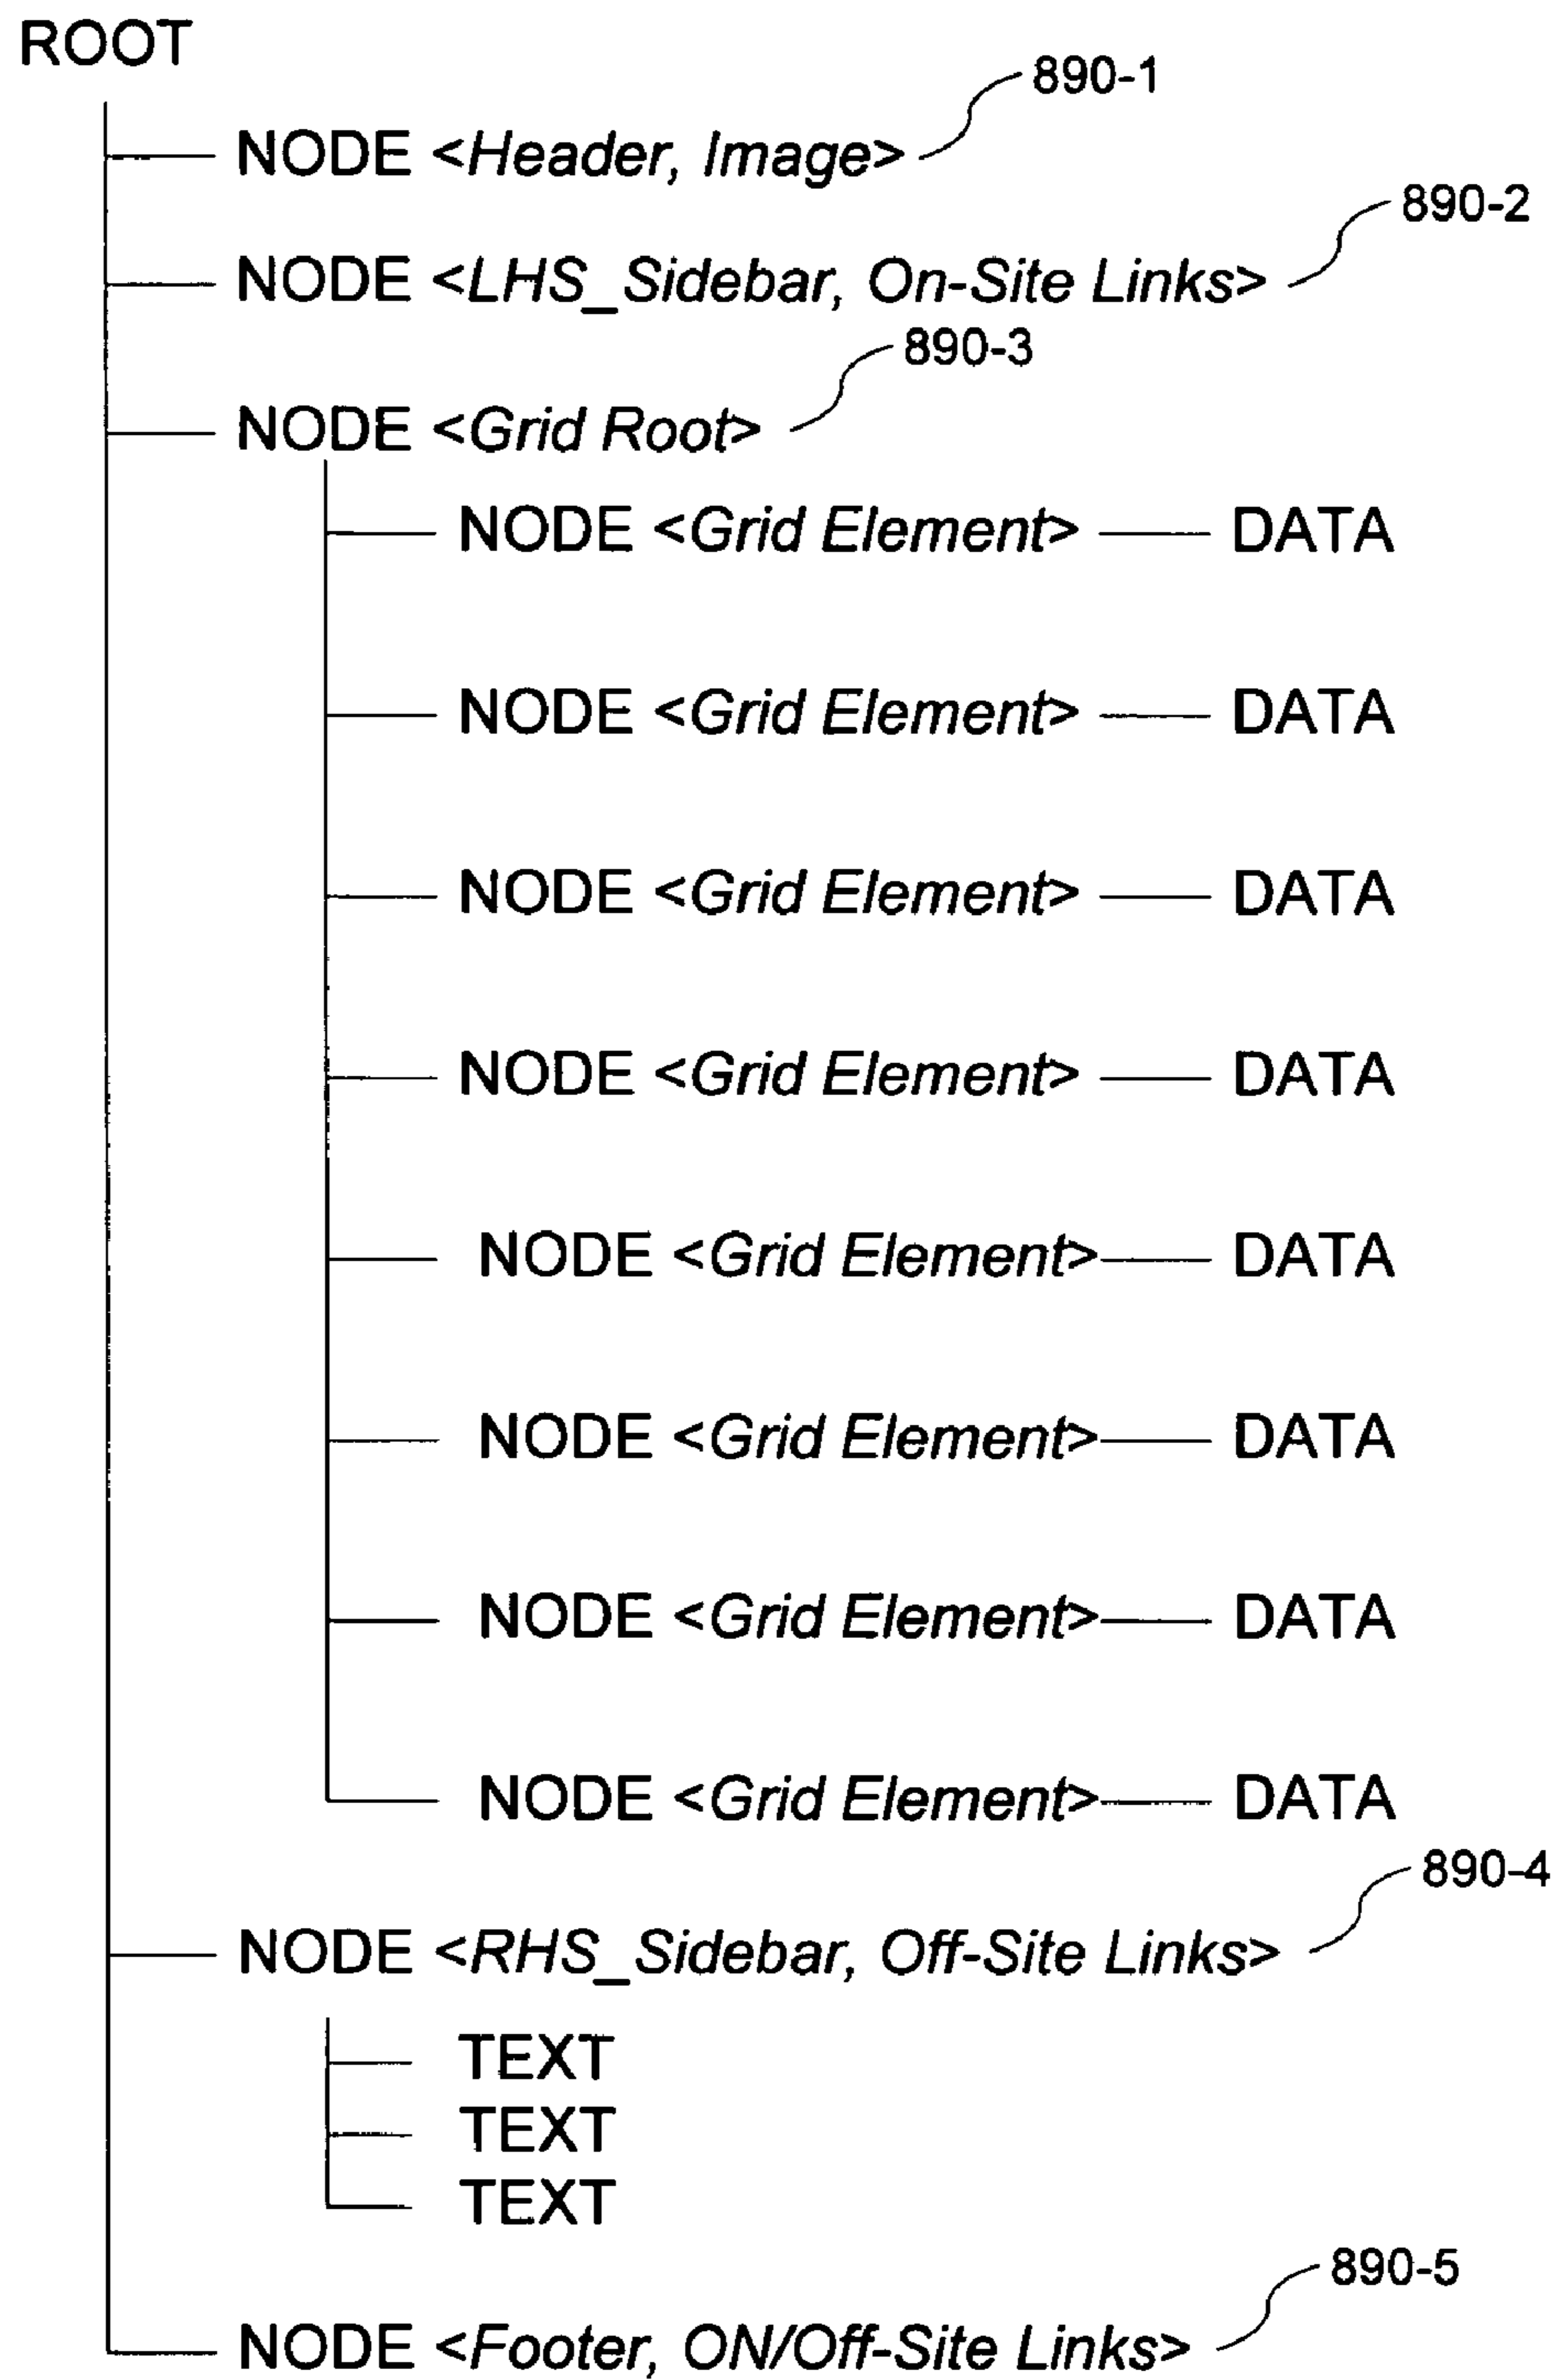 ROOT
890-1
NODE <Header, Image>
890-2
NODE <LHS_Sidebar, On-Site Links>
890-3
NODE <Grid Root>
NODE <Grid Element> DATA
NODE <Grid Element> DATA
NODE <Grid Element> DATA
NODE <Grid Element> DATA
NODE <Grid Element> DATA
NODE <Grid Element> DATA
NODE <Grid Element> DATA
NODE <Grid Element> DATA
890-4
NODE <RHS_Sidebar, Off-Site Links>
TEXT
TEXT
TEXT
890-5
NODE <Footer, ON/Off-Site Links>